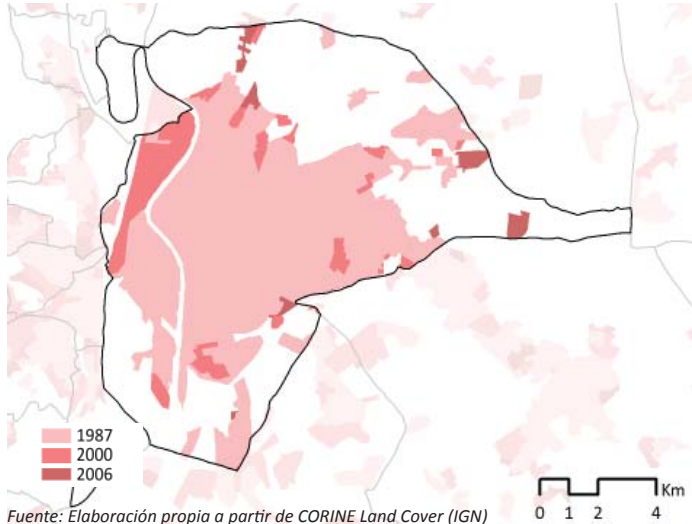 1987
2000
2006
Km
0 1 2 4
Fuente: Elaboración propia a partir de CORINE Land Cover (IGN)